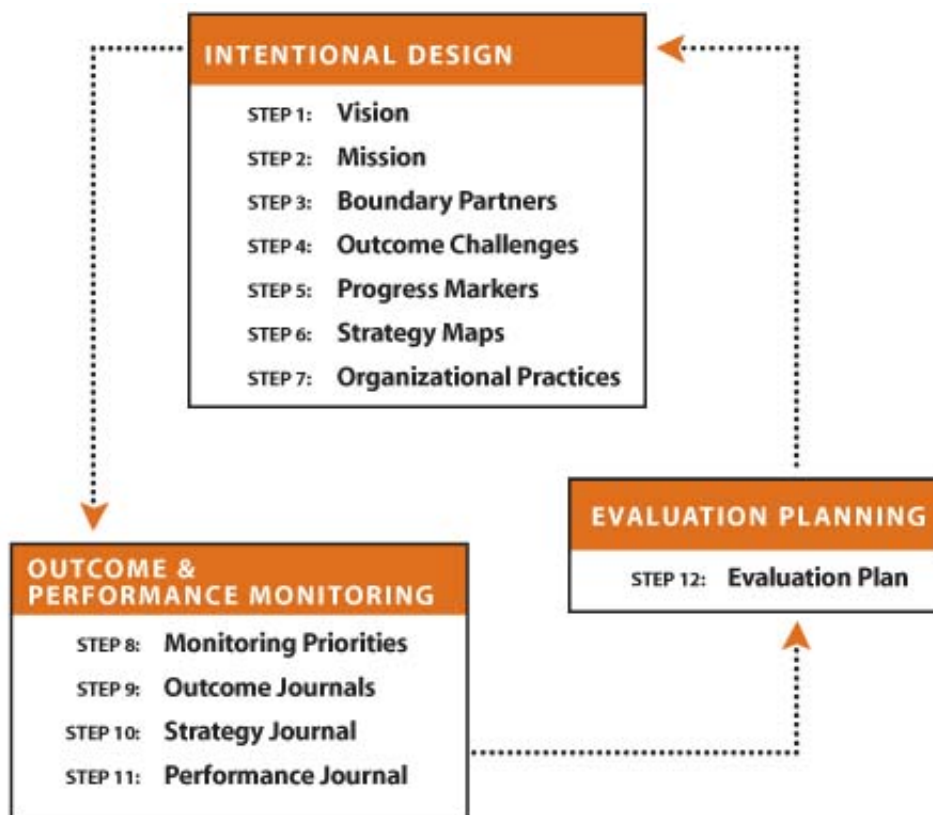 INTENTIONAL DESIGN
STEP 1: Vision
STEP 2: Mission
STEP 3: Boundary Partners
STEP 4: Outcome Challenges
STEP 5: Progress Markers
STEP 6: Strategy Maps
STEP 7: Organizational Practices
OUTCOME &
PERFORMANCE MONITORING
STEP 8: Monitoring Priorities
STEP 9: Outcome Journals
STEP 10: Strategy Journal
STEP 11: Performance Journal
EVALUATION PLANNING
STEP 12: Evaluation Plan